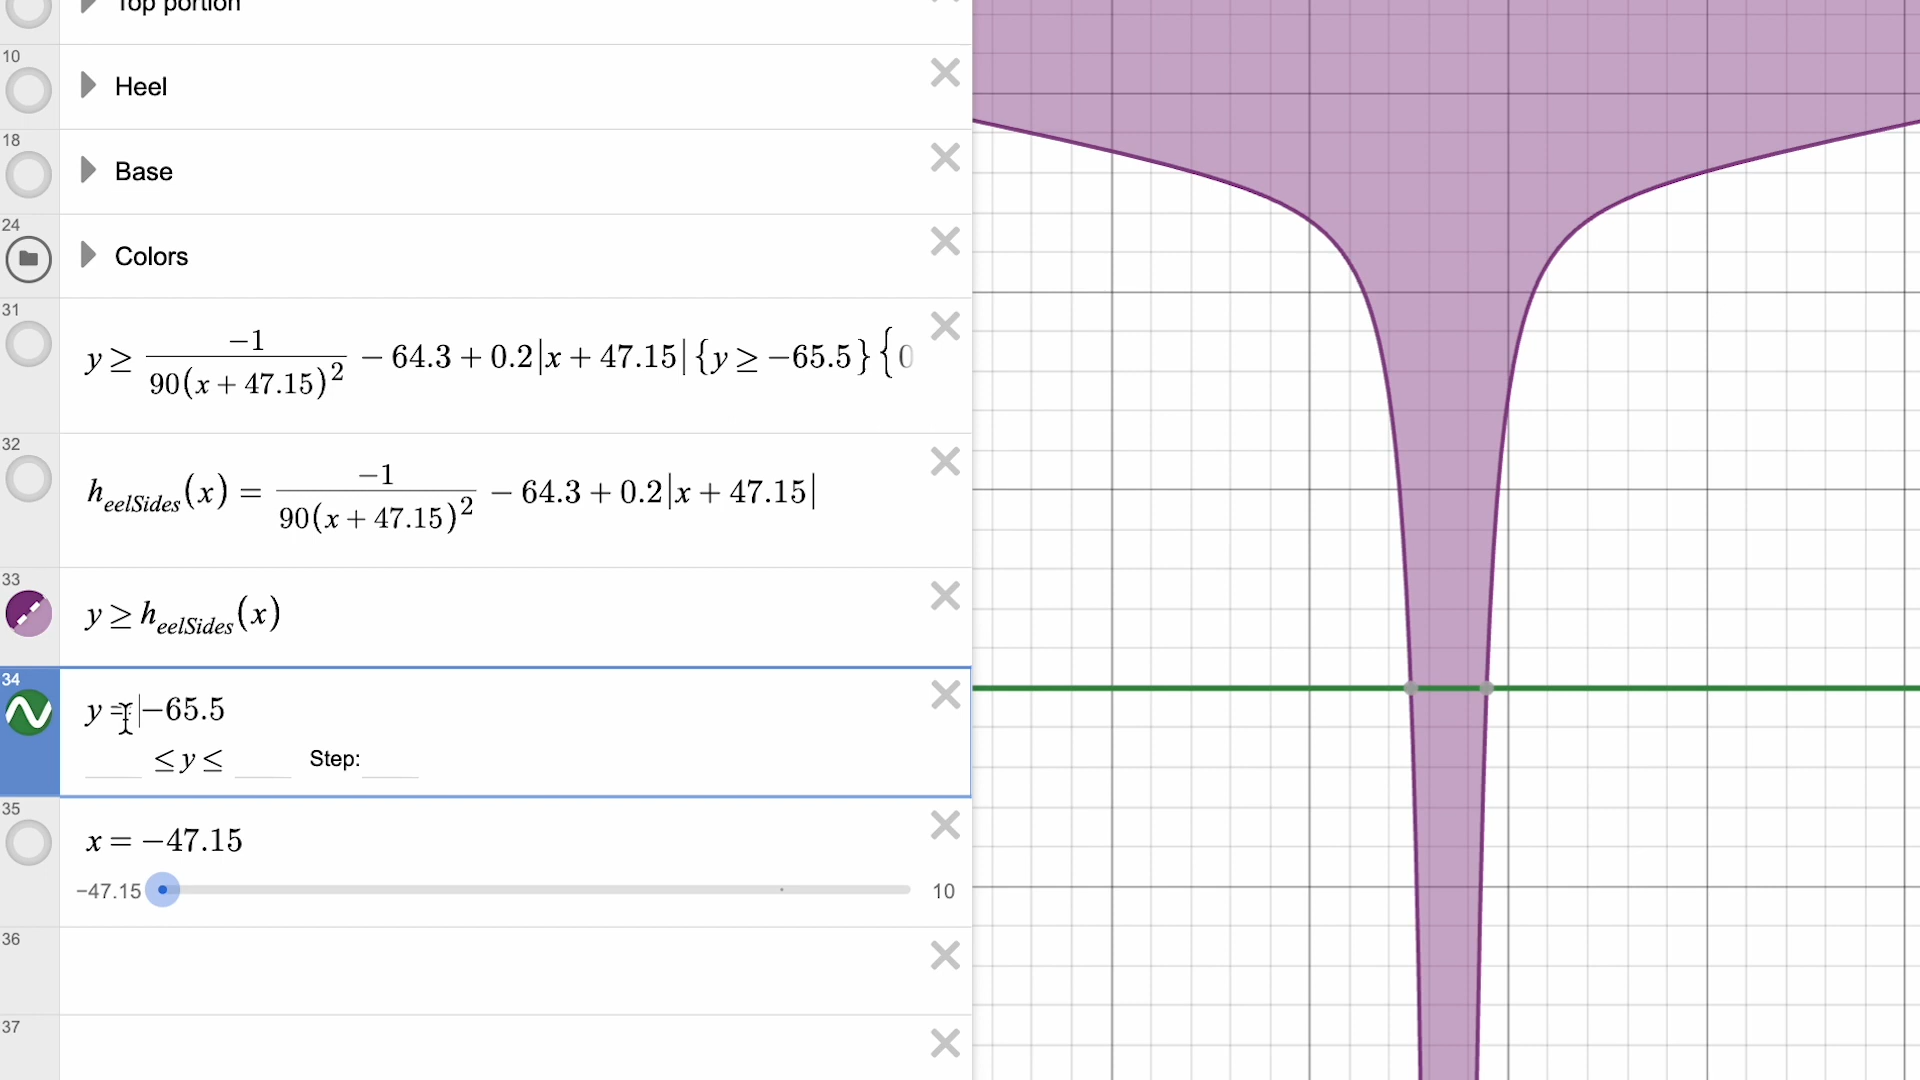 Top portion
10
Heel
18
Base
24
Colors
31
y ≥ −1/(90(x + 47.15)²) − 64.3 + 0.2|x + 47.15| {y ≥ −65.5} {0
32
h_eelSides(x) = −1/(90(x + 47.15)²) − 64.3 + 0.2|x + 47.15|
33
y ≥ h_eelSides(x)
34
y = −65.5
≤ y ≤ Step:
35
x = −47.15
−47.15 10
36
37